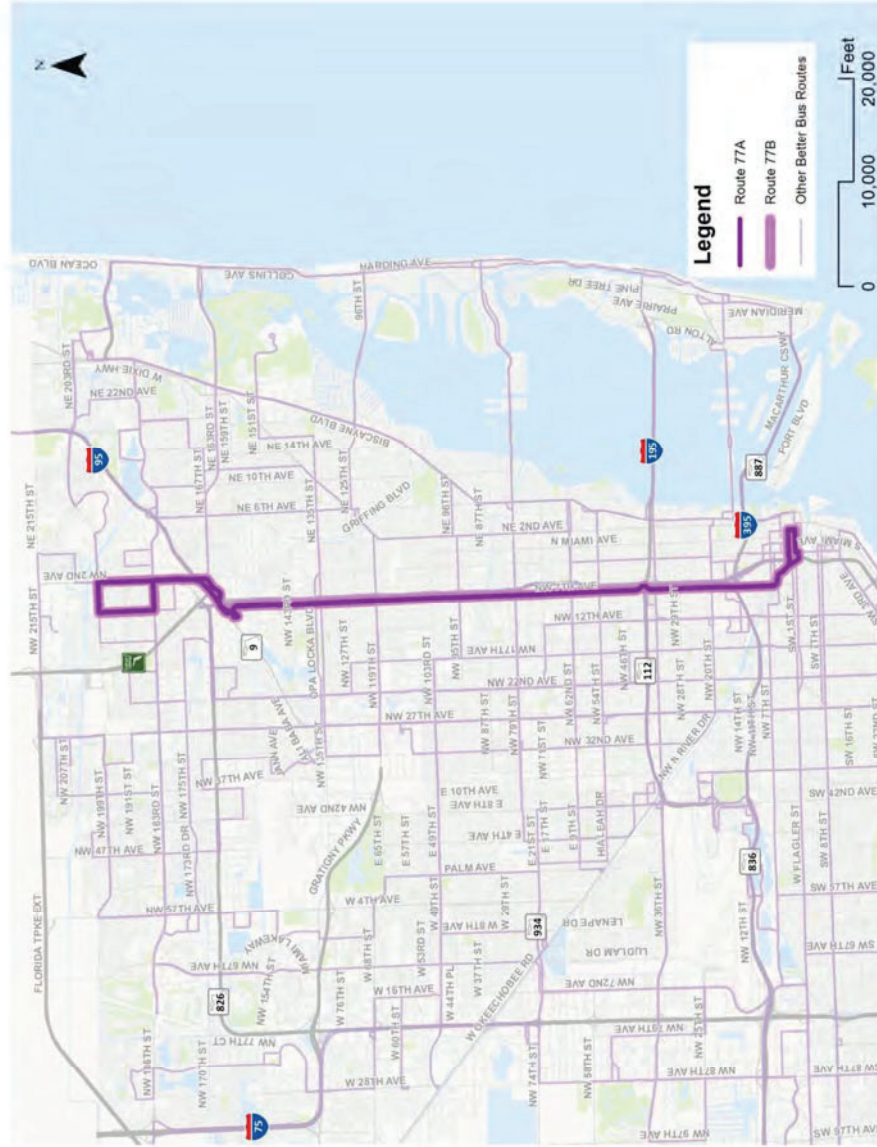 N
OCEAN BLVD
NE 203RD ST
W DIXIE HWY
NE 22ND AVE
95
NE 215TH ST
NW 2ND AVE
NW 215TH ST
FLORIDA TPKE EXT
NW 207TH ST
NW 199TH ST
NW 191ST ST
NW 183RD ST
NW 175TH ST
NW 173RD DR
NW 47TH AVE
NW 57TH AVE
NW 67TH AVE
NW 154TH ST
826
NW 170TH ST
NW 77TH CT
75
COLLINS AVE
NE 163RD ST
NE 167TH ST
NE 159TH ST
NE 151ST ST
NE 14TH AVE
NE 10TH AVE
NE 6TH AVE
NE 135TH ST
NE 125TH ST
GRIFFING BLVD
BISCAYNE BLVD
96TH ST
HARDING AVE
9
NW 143RD ST
OPA LOCKA BLVD
ALI BABA AVE
NW 135TH ST
NW 127TH ST
NW 119TH ST
NW 42ND AVE
GRATIGNY PKWY
NE 96TH ST
NE 87TH ST
NE 2ND AVE
N MIAMI AVE
NW 103RD ST
NW 95TH ST
NW 12TH AVE
NW 17TH AVE
NW 22ND AVE
NW 27TH AVE
NW 32ND AVE
NW 87TH ST
NW 79TH ST
NW 71ST ST
NW 62ND ST
NW 54TH ST
NW 46TH ST
E 65TH ST
E 57TH ST
E 49TH ST
E 10TH AVE
E 8TH AVE
E 4TH AVE
E 21ST ST
E 17TH ST
E 9TH ST
HIALEAH DR
PALM AVE
W 4TH AVE
W 8TH AVE
W 49TH ST
W 29TH ST
W 68TH ST
W 53RD ST
W 37TH ST
W 44TH PL
W 16TH AVE
W 76TH ST
W 60TH ST
W 28TH AVE
W OKEECHOBEE RD
934
LENAPE DR
LUDLAM DR
NW 72ND AVE
NW 74TH ST
NW 58TH ST
NW 36TH ST
NW 25TH ST
NW 12TH ST
NW 87TH AVE
NW 97TH AVE
PINE TREE DR
PRAIRIE AVE
ALTON RD
MERIDIAN AVE
MACARTHUR CSWY
PORT BLVD
195
395
887
112
NW 29TH ST
NW 28TH ST
NW 20TH ST
NW N RIVER DR
NW 14TH ST
NW 7TH ST
S MIAMI AVE
SW 3RD AVE
SW 1ST ST
SW 7TH ST
SW 16TH ST
SW 22ND ST
SW 42ND AVE
836
W FLAGLER ST
SW 8TH ST
SW 57TH AVE
SW 67TH AVE
SW 87TH AVE
SW 97TH AVE
Legend
Route 77A
Route 77B
Other Better Bus Routes
0 10,000 20,000
Feet